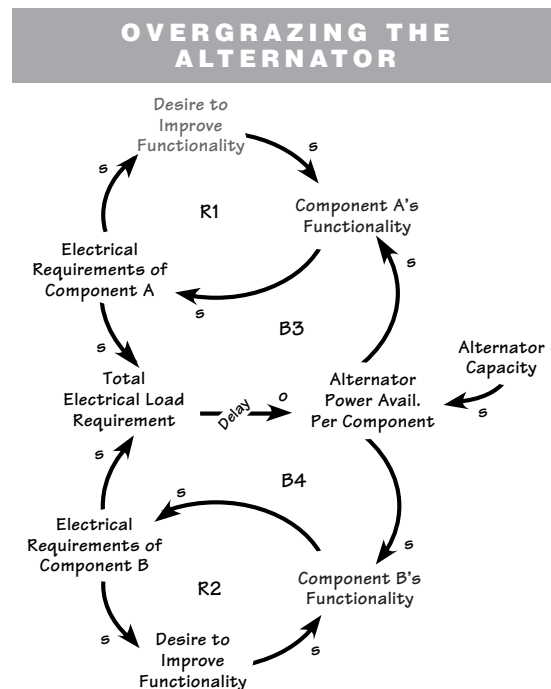 OVERGRAZING THE
ALTERNATOR
Desire to
Improve
Functionality
s
s
R1
Component A's
Functionality
Electrical
Requirements of
Component A
s
s
B3
s
Alternator
Capacity
s
Total
Electrical Load
Requirement
Delay
o
Alternator
Power Avail.
Per Component
s
B4
s
Electrical
Requirements of
Component B
s
R2
Component B's
Functionality
s
s
Desire to
Improve
Functionality